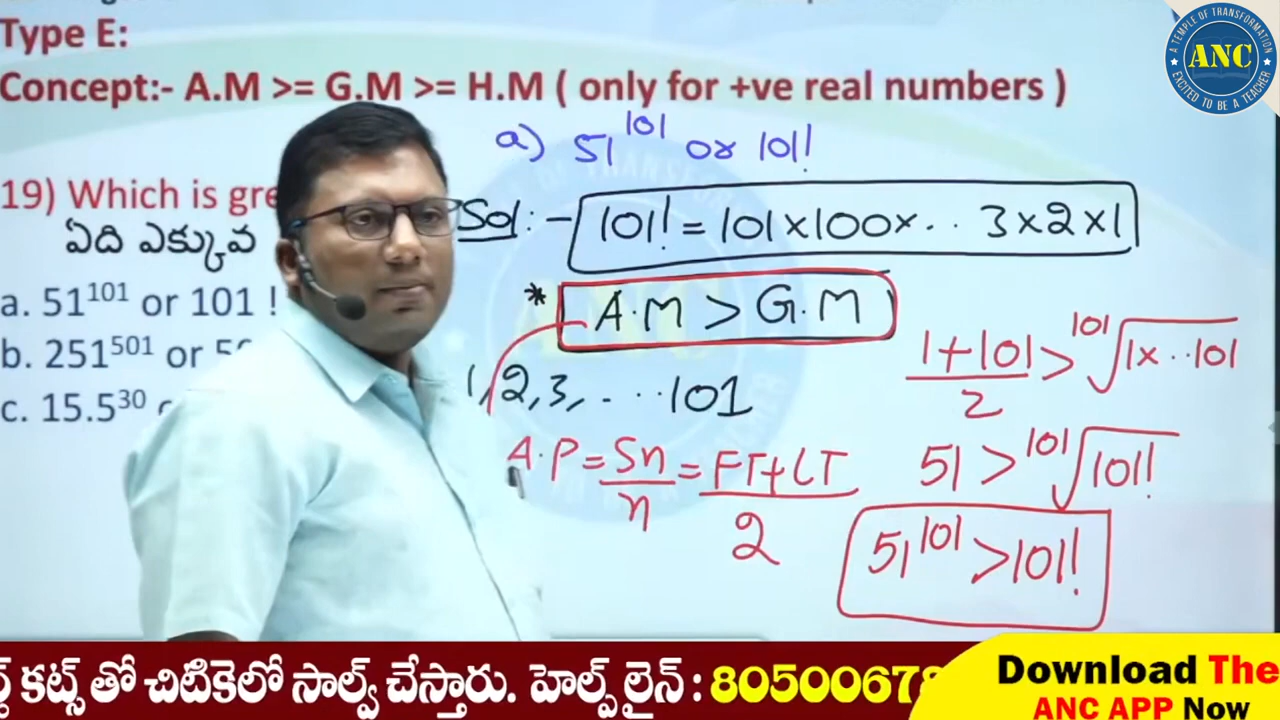 Type E:
Concept:- A.M >= G.M >= H.M ( only for +ve real numbers )
a) 51^101 or 101!
19) Which is gre
ఏది ఎక్కువ
Sol:- 101! = 101×100×.. 3×2×1
a. 51^101 or 101 !
* A.M > G.M
b. 251^501 or 5
1+101/2 > 101√1×..101
c. 15.5^30
1,2,3,....101
A.P = Sn/n = FT+LT/2
51 > 101√101!
51^101 > 101!
A TEMPLE OF TRANSFORMATION
ANC
EXCITED TO BE A TEACHER
కట్స్ తో చిటికెలో సాల్వ్ చేస్తారు. హెల్ప్ లైన్ : 80500678
Download The
ANC APP Now